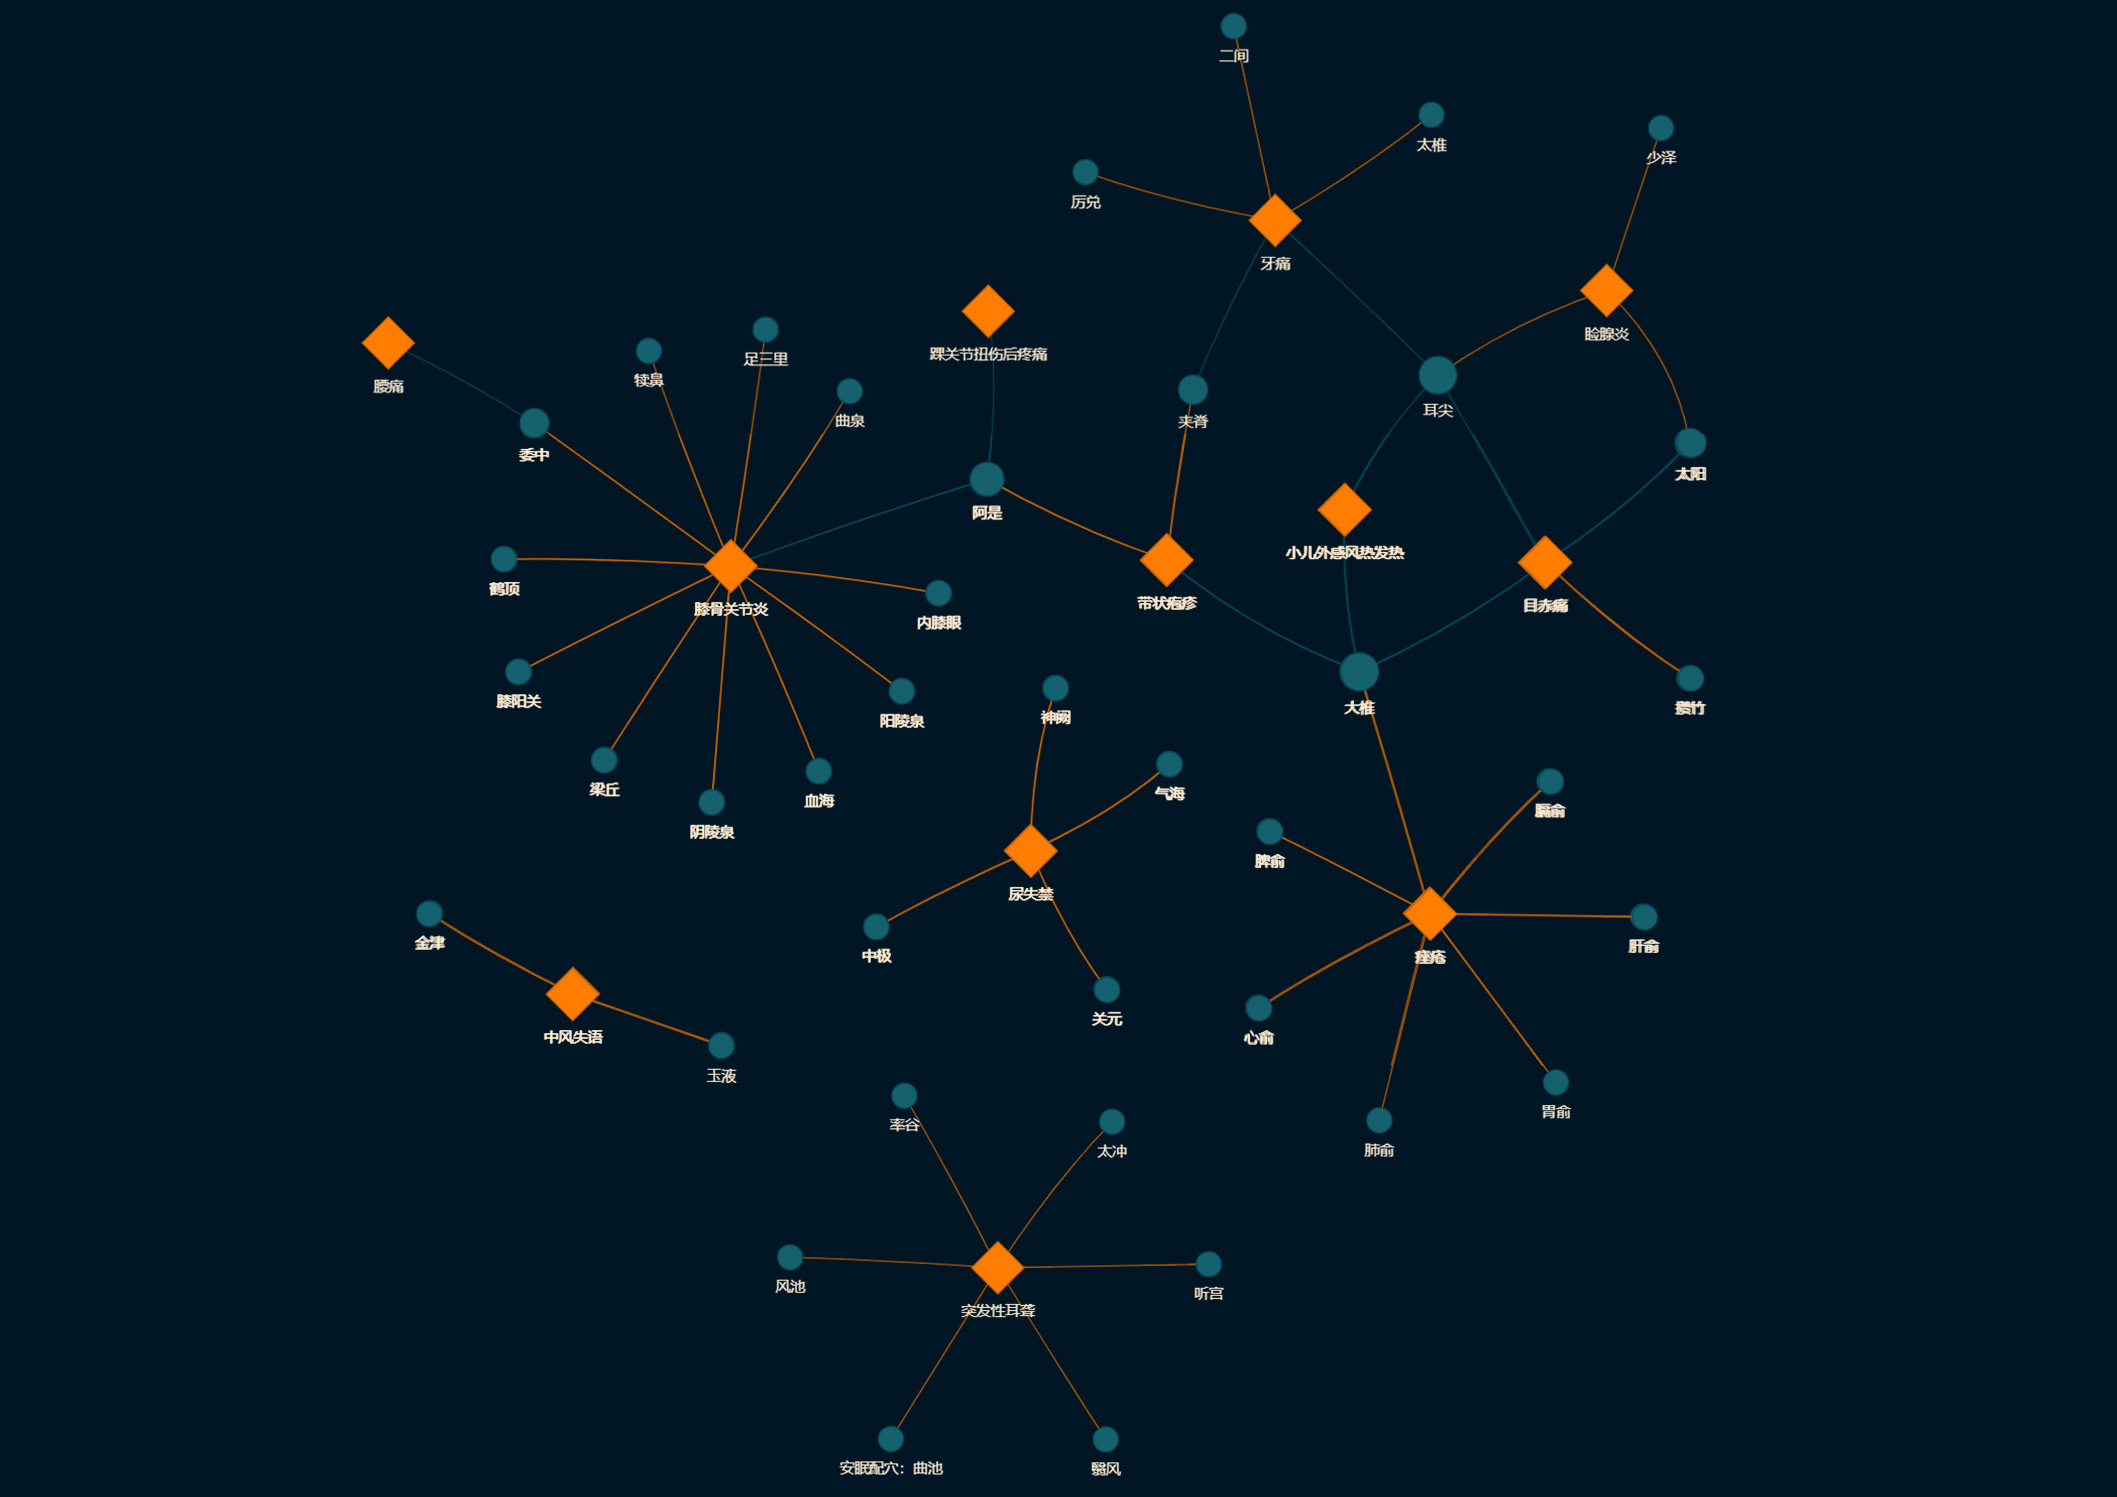 二间
太椎
少泽
厉兑
牙痛
睑腺炎
踝关节扭伤后疼痛
足三里
犊鼻
腰痛
耳尖
曲泉
夹脊
委中
太阳
阿是
小儿外感风热发热
鹤顶
带状疱疹
目赤痛
膝骨关节炎
内膝眼
膝阳关
大椎
攒竹
神阙
阳陵泉
梁丘
气海
血海
膈俞
阴陵泉
脾俞
尿失禁
金津
肝俞
中极
痤疮
关元
中风失语
心俞
玉液
胃俞
率谷
肺俞
太冲
风池
听宫
突发性耳聋
安眠配穴：曲池
翳风